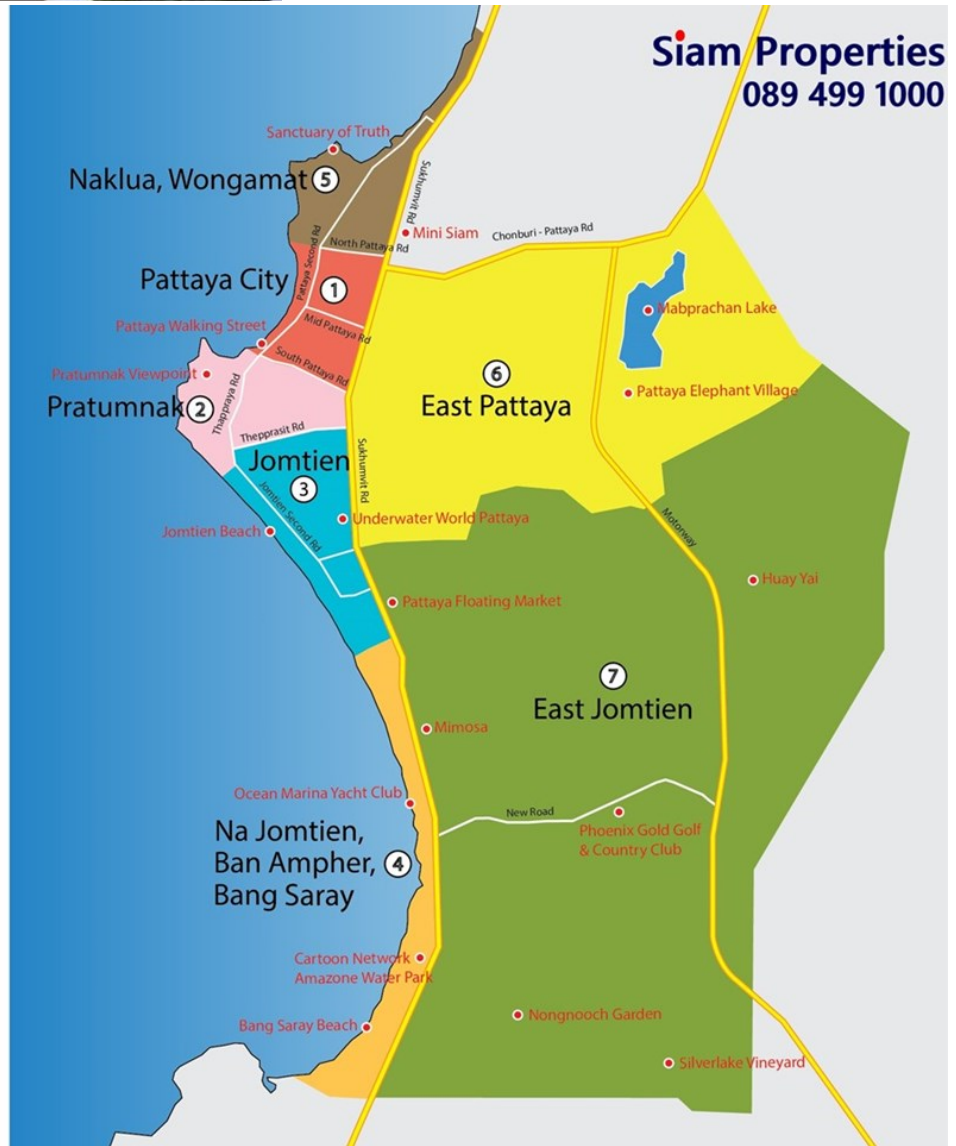 Siam Properties
089 499 1000
Sanctuary of Truth
Naklua, Wongamat 5
Sukhumvit Rd
Mini Siam
Chonburi - Pattaya Rd
North Pattaya Rd
Pattaya Second Rd
Pattaya City
1
Mabprachan Lake
Pattaya Walking Street
Mid Pattaya Rd
South Pattaya Rd
Pratumnak Viewpoint
6
East Pattaya
Pattaya Elephant Village
Pratumnak 2
Thappraya Rd
Thepprasit Rd
Jomtien
3
Sukhumvit Rd
Jomtien Second Rd
Underwater World Pattaya
Jomtien Beach
Motorway
Huay Yai
Pattaya Floating Market
7
East Jomtien
Mimosa
Ocean Marina Yacht Club
New Road
Phoenix Gold Golf
& Country Club
Na Jomtien,
Ban Ampher, 4
Bang Saray
Cartoon Network
Amazone Water Park
Bang Saray Beach
Nongnooch Garden
Silverlake Vineyard